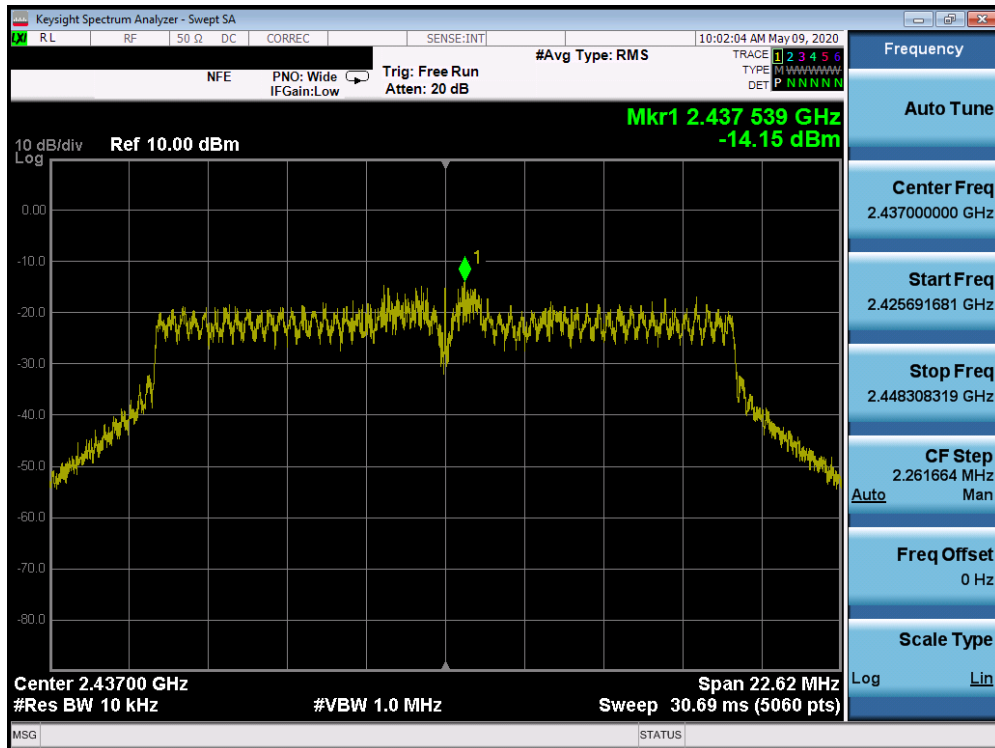 Keysight Spectrum Analyzer - Swept SA
LXI RL RF 50 Ω DC CORREC SENSE:INT 10:02:04 AM May 09, 2020
NFE PNO: Wide Trig: Free Run #Avg Type: RMS TRACE 1 2 3 4 5 6
IFGain:Low Atten: 20 dB TYPE M WWWWW
DET P N N N N N
Mkr1 2.437 539 GHz
-14.15 dBm
10 dB/div Ref 10.00 dBm
Log
1
0.00
-10.0
-20.0
-30.0
-40.0
-50.0
-60.0
-70.0
-80.0
Center 2.43700 GHz Span 22.62 MHz
#Res BW 10 kHz #VBW 1.0 MHz Sweep 30.69 ms (5060 pts)
MSG STATUS
Frequency
Auto Tune
Center Freq
2.437000000 GHz
Start Freq
2.425691681 GHz
Stop Freq
2.448308319 GHz
CF Step
2.261664 MHz
Auto Man
Freq Offset
0 Hz
Scale Type
Log Lin